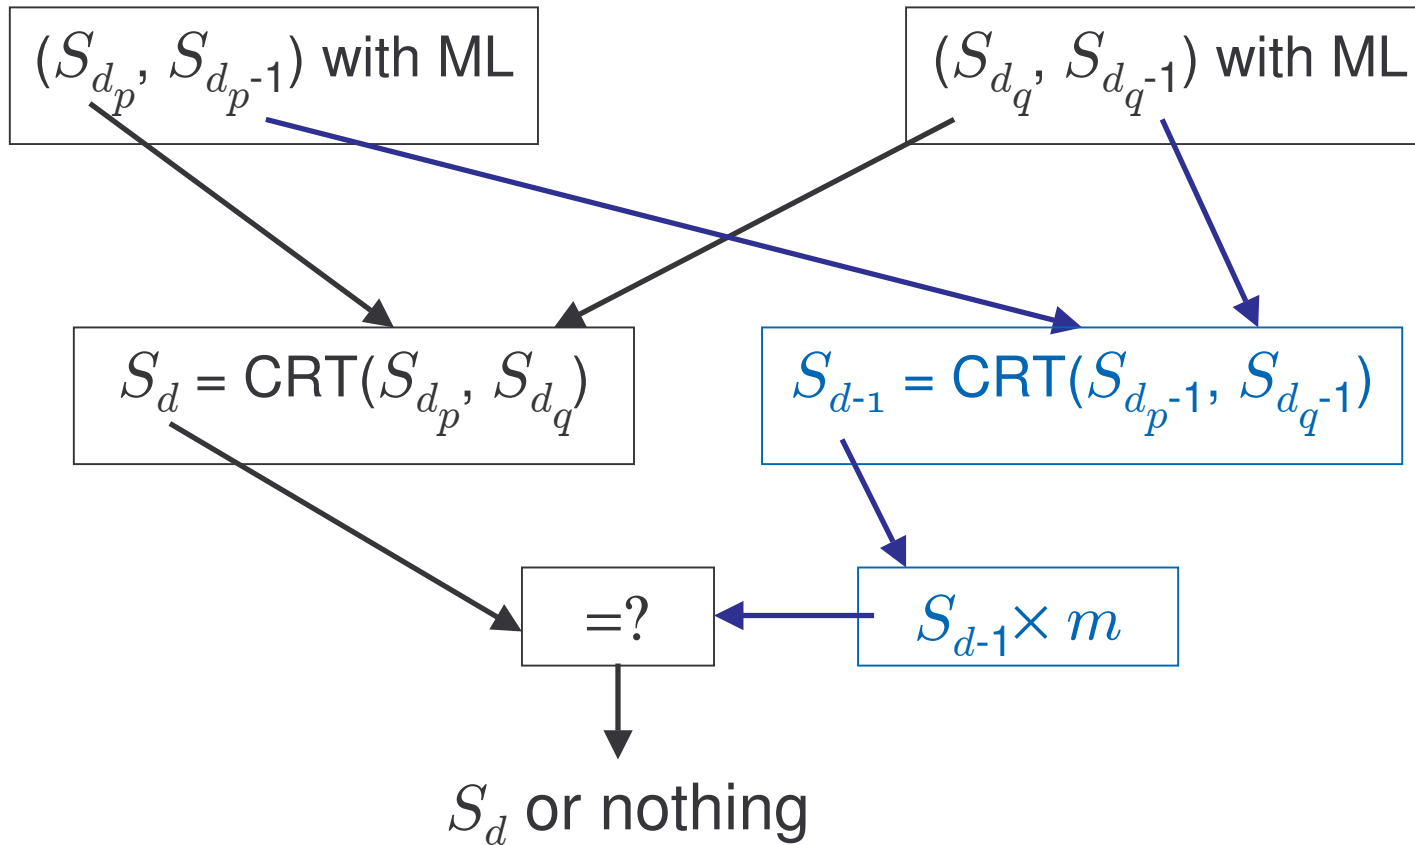 (S_{d_p}, S_{d_p-1}) with ML
(S_{d_q}, S_{d_q-1}) with ML
S_d = CRT(S_{d_p}, S_{d_q})
S_{d-1} = CRT(S_{d_p-1}, S_{d_q-1})
=?
S_{d-1}× m
S_d or nothing